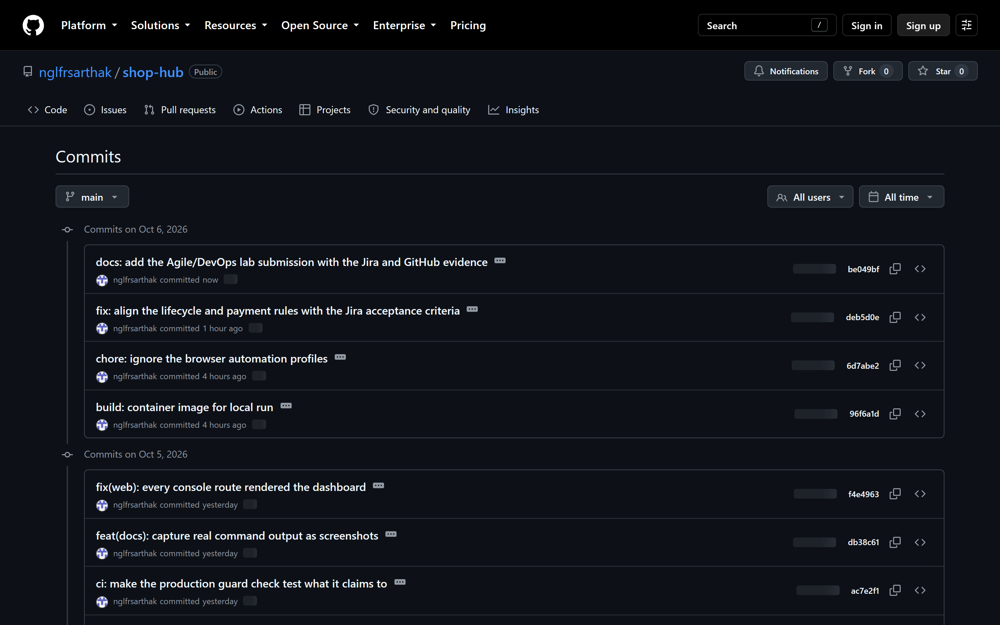 Platform Solutions Resources Open Source Enterprise Pricing Search / Sign in Sign up
nglfrsarthak / shop-hub Public Notifications Fork 0 Star 0
Code Issues Pull requests Actions Projects Security and quality Insights
Commits
main All users All time
Commits on Oct 6, 2026
docs: add the Agile/DevOps lab submission with the Jira and GitHub evidence
nglfrsarthak committed now
be049bf
fix: align the lifecycle and payment rules with the Jira acceptance criteria
nglfrsarthak committed 1 hour ago
deb5d0e
chore: ignore the browser automation profiles
nglfrsarthak committed 4 hours ago
6d7abe2
build: container image for local run
nglfrsarthak committed 4 hours ago
96f6a1d
Commits on Oct 5, 2026
fix(web): every console route rendered the dashboard
nglfrsarthak committed yesterday
f4e4963
feat(docs): capture real command output as screenshots
nglfrsarthak committed yesterday
db38c61
ci: make the production guard check test what it claims to
nglfrsarthak committed yesterday
ac7e2f1